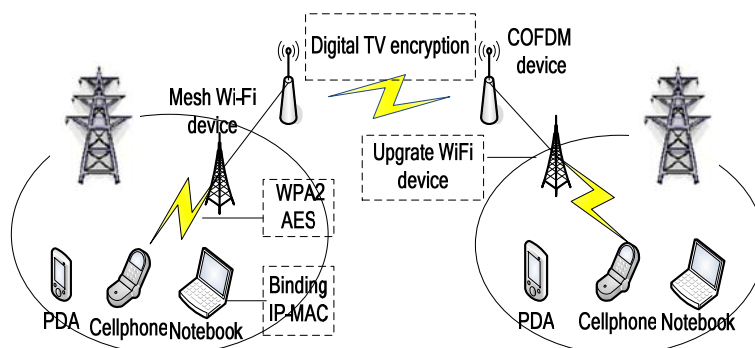 Digital TV encryption
COFDM
device
Mesh Wi-Fi
device
Upgrate WiFi
device
WPA2
AES
Binding
IP-MAC
PDA
Cellphone
Notebook
PDA
Cellphone
Notebook